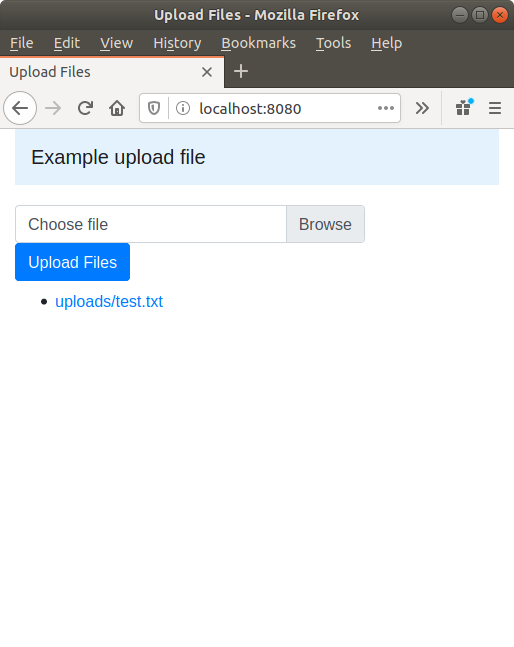 Upload Files - Mozilla Firefox
File Edit View History Bookmarks Tools Help
Upload Files
localhost:8080
Example upload file
Choose file Browse
Upload Files
uploads/test.txt